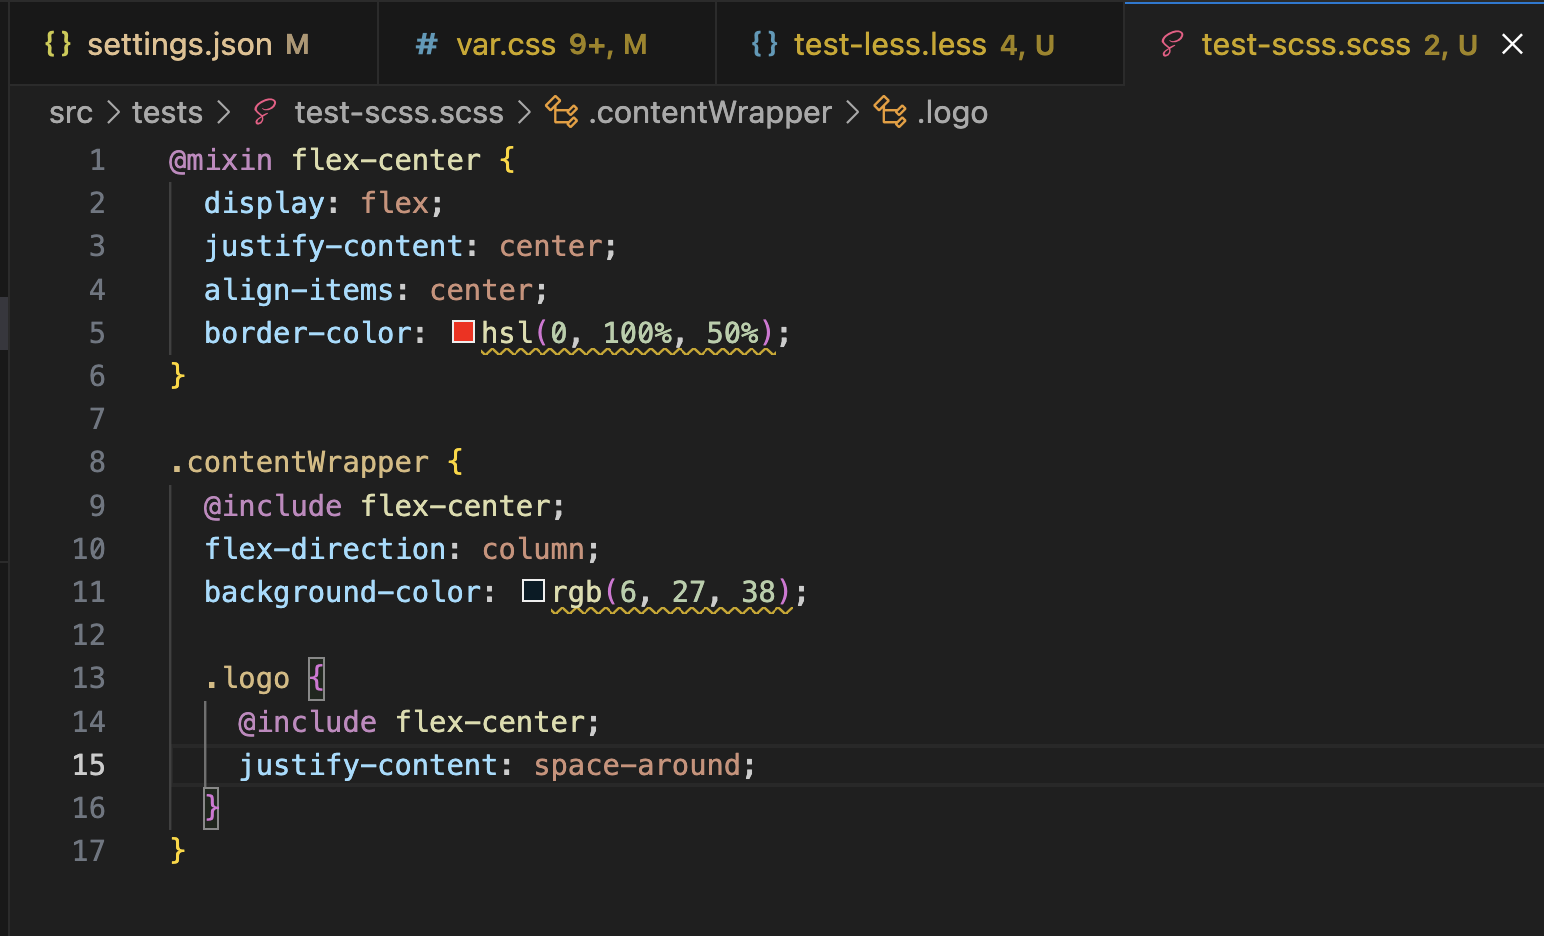 {} settings.json M # var.css 9+, M {} test-less.less 4, U test-scss.scss 2, U
src > tests > test-scss.scss > .contentWrapper > .logo
1 @mixin flex-center {
2 display: flex;
3 justify-content: center;
4 align-items: center;
5 border-color: hsl(0, 100%, 50%);
6 }
7
8 .contentWrapper {
9 @include flex-center;
10 flex-direction: column;
11 background-color: rgb(6, 27, 38);
12
13 .logo {
14 @include flex-center;
15 justify-content: space-around;
16 }
17 }